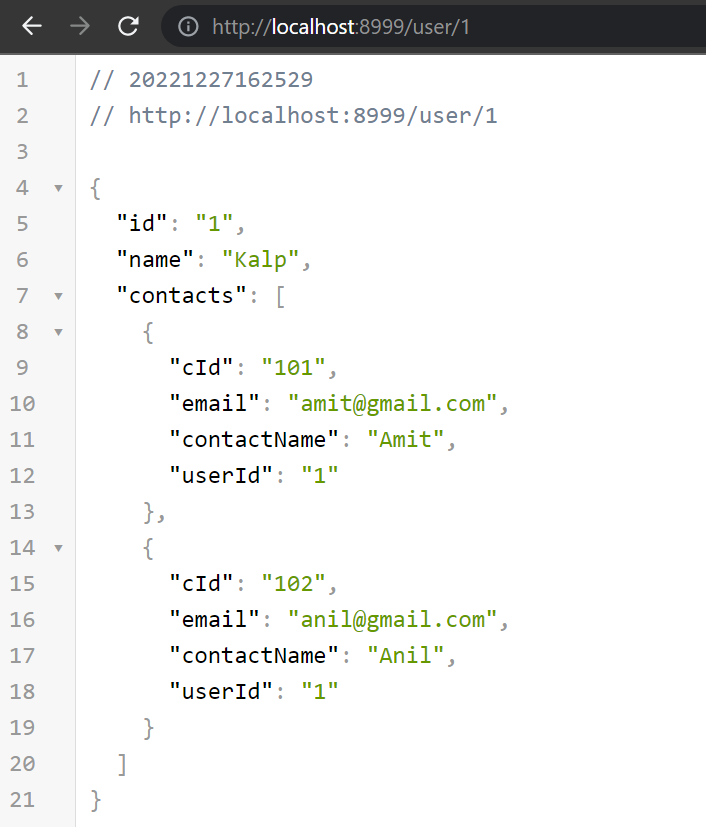 http://localhost:8999/user/1
1 // 20221227162529
2 // http://localhost:8999/user/1
3
4 {
5 "id": "1",
6 "name": "Kalp",
7 "contacts": [
8 {
9 "cId": "101",
10 "email": "amit@gmail.com",
11 "contactName": "Amit",
12 "userId": "1"
13 },
14 {
15 "cId": "102",
16 "email": "anil@gmail.com",
17 "contactName": "Anil",
18 "userId": "1"
19 }
20 ]
21 }